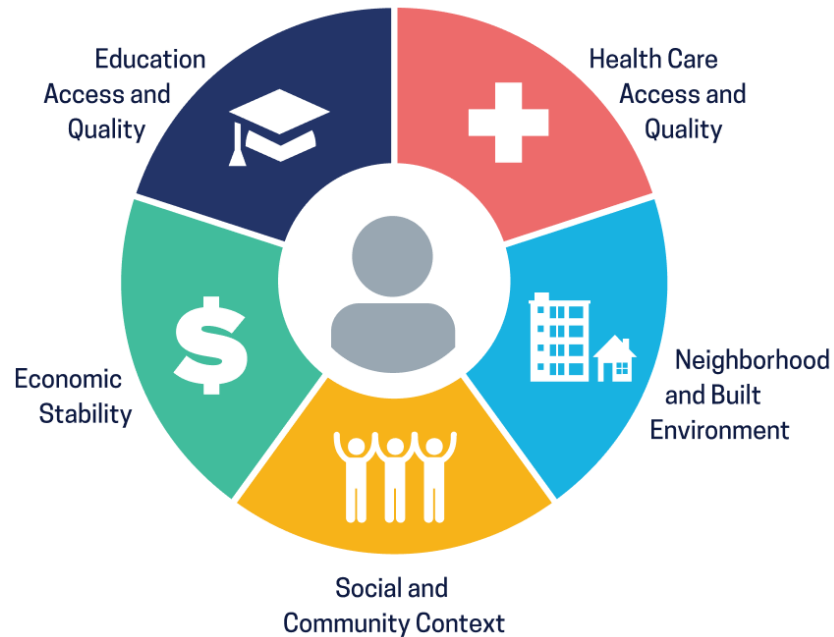 Education
Access and
Quality
Health Care
Access and
Quality
Economic
Stability
Neighborhood
and Built
Environment
Social and
Community Context